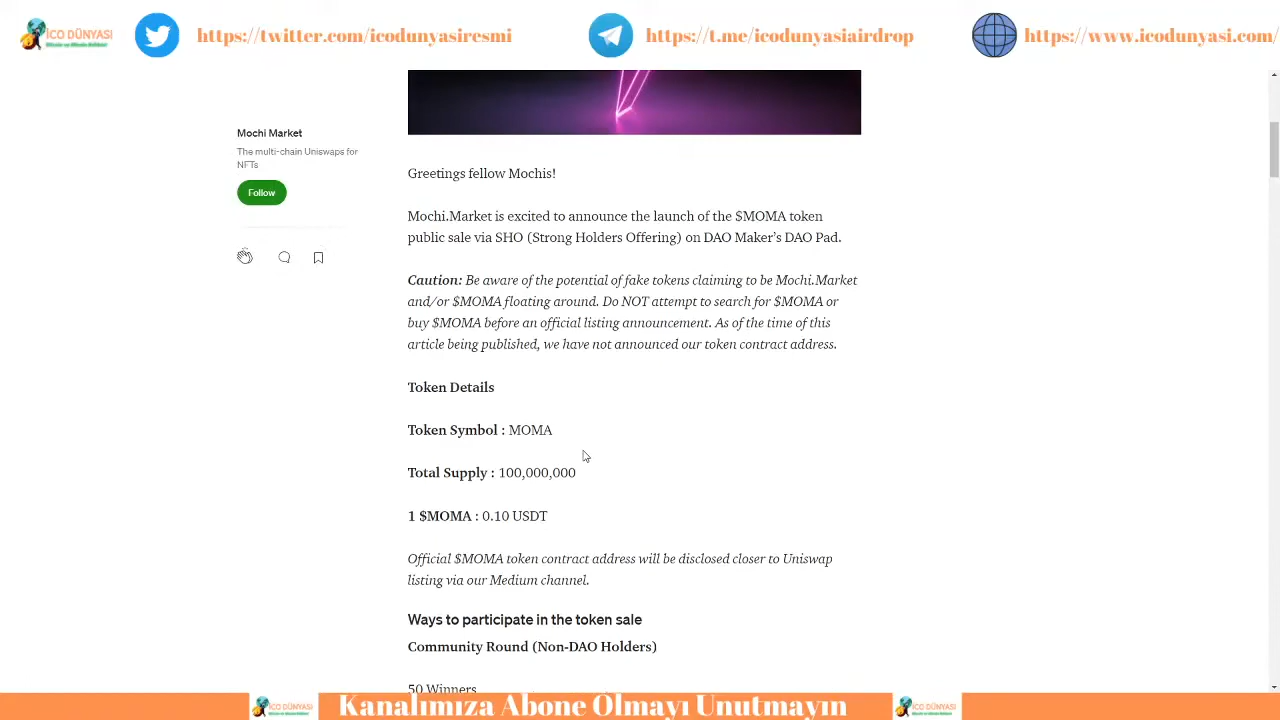 İCO DÜNYASI
https://twitter.com/icodunyasiresmi
https://t.me/icodunyasiairdrop
https://www.icodunyasi.com/
Mochi Market
The multi-chain Uniswaps for
NFTs
Follow
Greetings fellow Mochis!
Mochi.Market is excited to announce the launch of the $MOMA token
public sale via SHO (Strong Holders Offering) on DAO Maker’s DAO Pad.
Caution: Be aware of the potential of fake tokens claiming to be Mochi.Market
and/or $MOMA floating around. Do NOT attempt to search for $MOMA or
buy $MOMA before an official listing announcement. As of the time of this
article being published, we have not announced our token contract address.
Token Details
Token Symbol : MOMA
Total Supply : 100,000,000
1 $MOMA : 0.10 USDT
Official $MOMA token contract address will be disclosed closer to Uniswap
listing via our Medium channel.
Ways to participate in the token sale
Community Round (Non-DAO Holders)
50 Winners
İCO DÜNYASI
Kanalımıza Abone Olmayı Unutmayın
İCO DÜNYASI